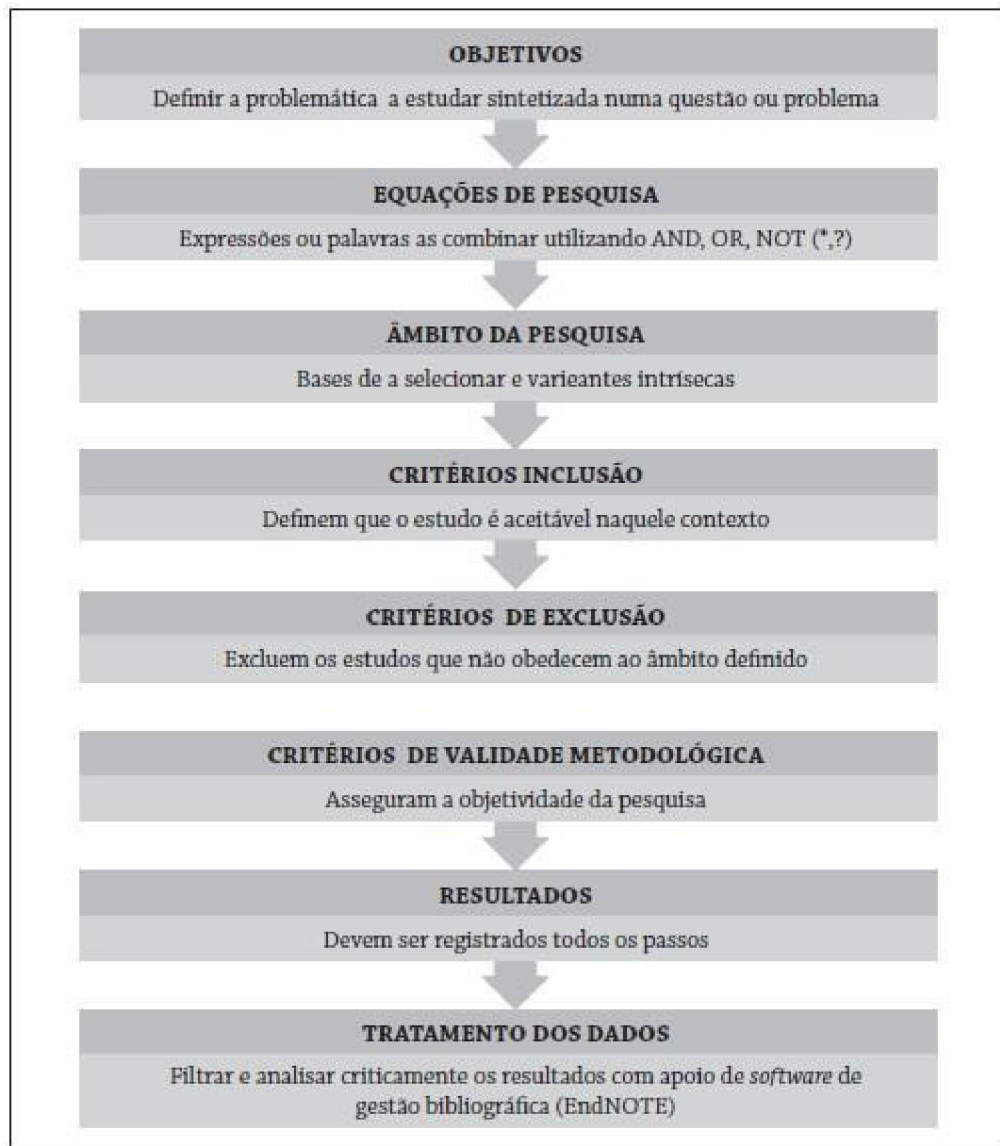 OBJETIVOS
Definir a problemática a estudar sintetizada numa questão ou problema
EQUAÇÕES DE PESQUISA
Expressões ou palavras as combinar utilizando AND, OR, NOT (*,?)
ÂMBITO DA PESQUISA
Bases de a selecionar e varieantes intrísecas
CRITÉRIOS INCLUSÃO
Definem que o estudo é aceitável naquele contexto
CRITÉRIOS DE EXCLUSÃO
Excluem os estudos que não obedecem ao âmbito definido
CRITÉRIOS DE VALIDADE METODOLÓGICA
Asseguram a objetividade da pesquisa
RESULTADOS
Devem ser registrados todos os passos
TRATAMENTO DOS DADOS
Filtrar e analisar criticamente os resultados com apoio de software de
gestão bibliográfica (EndNOTE)